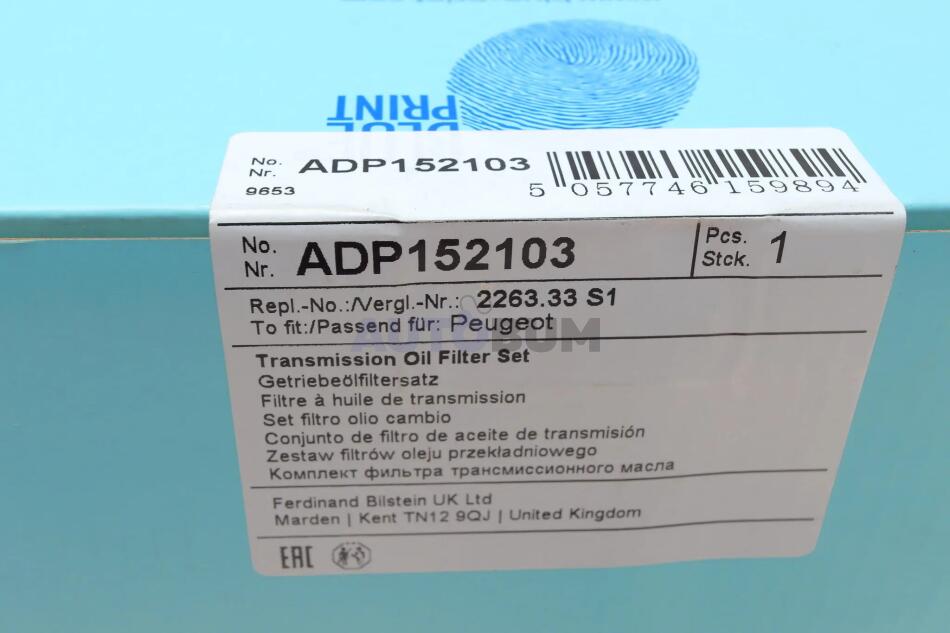 BLUE
PRINT
No.
Nr. ADP152103
9653
5 057746 159894
No.
Nr. ADP152103
Pcs.
Stck. 1
Repl.-No.:/Vergl.-Nr.: 2263.33 S1
To fit:/Passend für: Peugeot
AUTOBUM
Transmission Oil Filter Set
Getriebeölfiltersatz
Filtre à huile de transmission
Set filtro olio cambio
Conjunto de filtro de aceite de transmisión
Zestaw filtrów oleju przekładniowego
Комплект фильтра трансмиссионного масла
Ferdinand Bilstein UK Ltd
Marden | Kent TN12 9QJ | United Kingdom
EAC